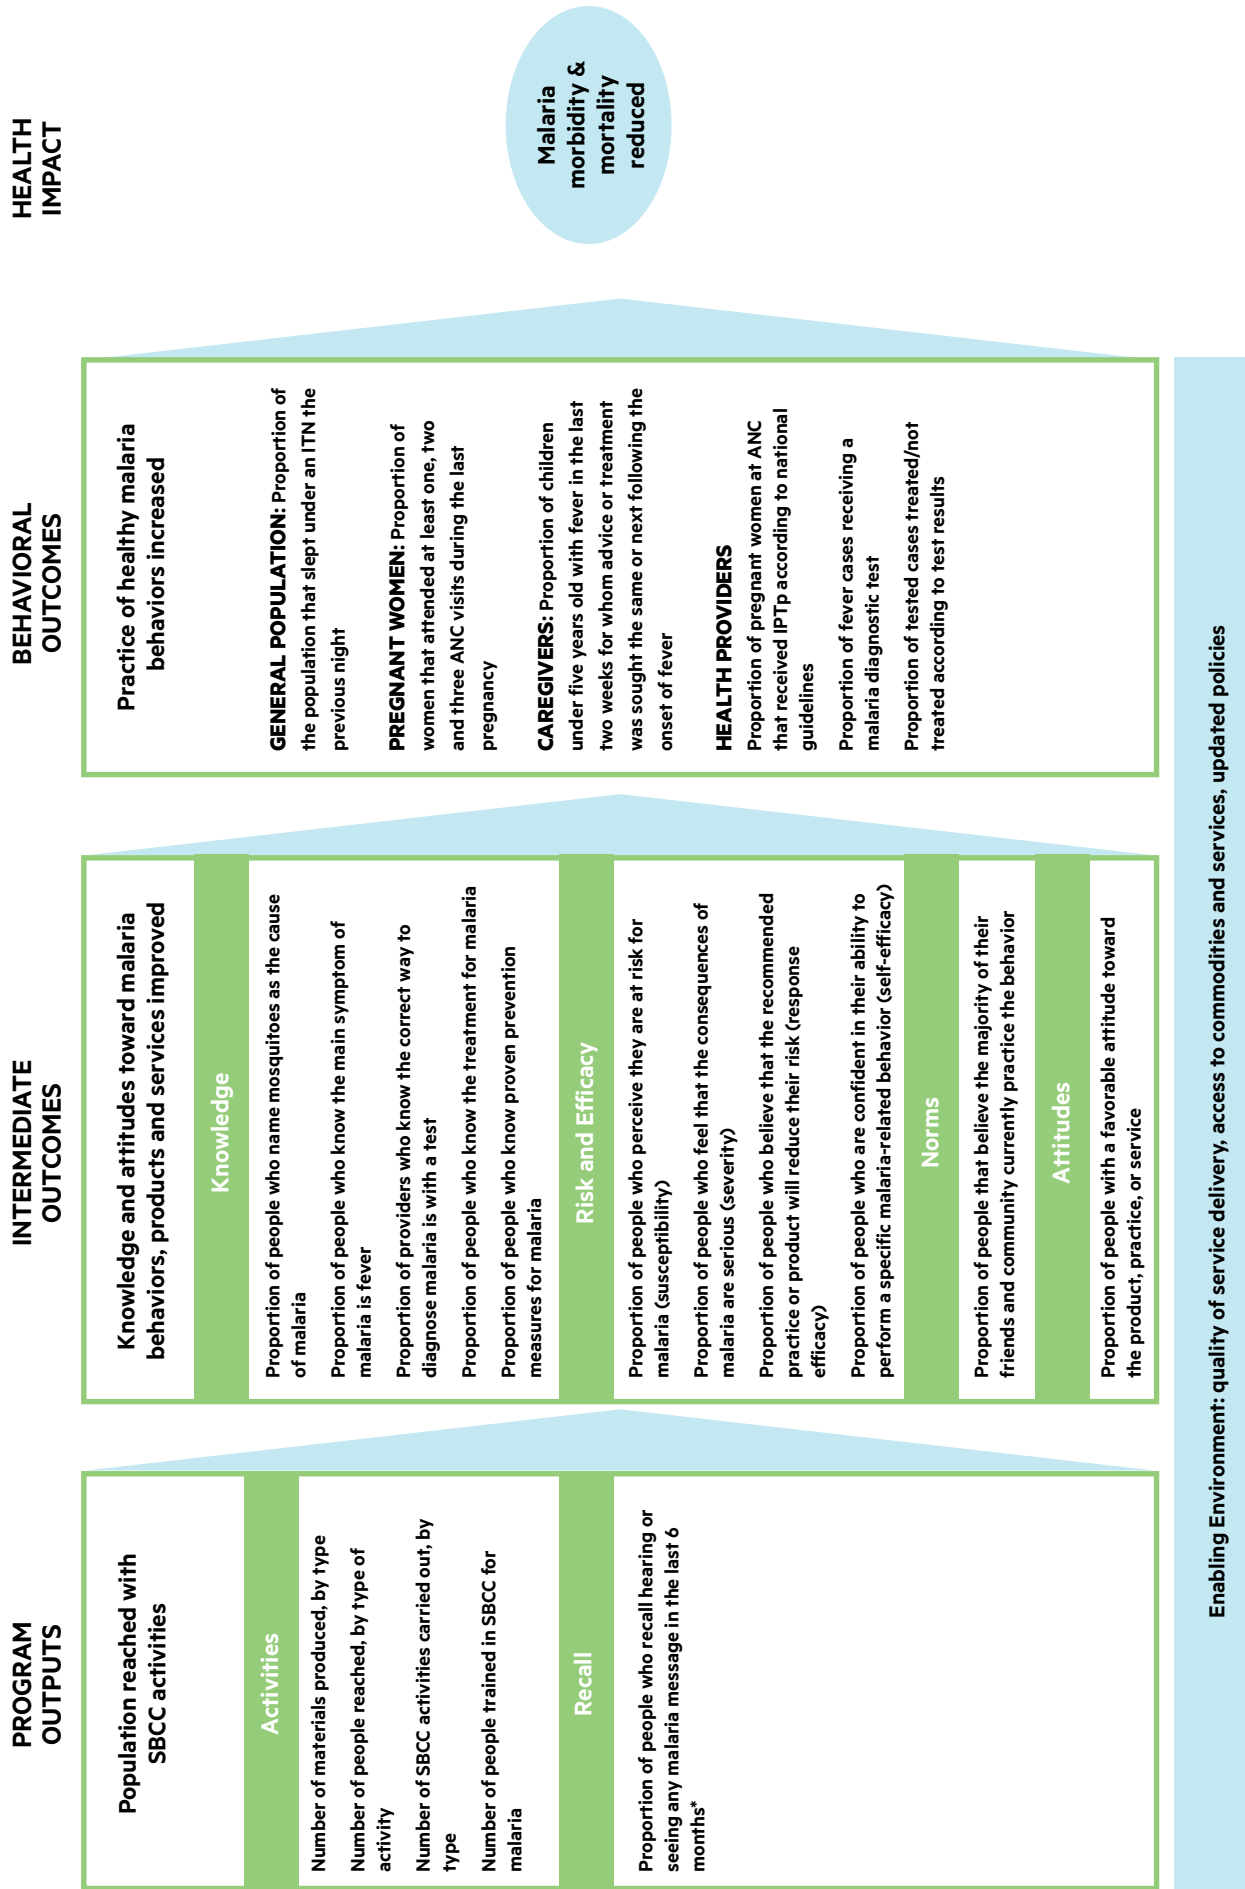 PROGRAM
OUTPUTS
Population reached with
SBCC activities
Activities
Number of materials produced, by type
Number of people reached, by type of
activity
Number of SBCC activities carried out, by
type
Number of people trained in SBCC for
malaria
Recall
Proportion of people who recall hearing or
seeing any malaria message in the last 6
months*
INTERMEDIATE
OUTCOMES
Knowledge and attitudes toward malaria
behaviors, products and services improved
Knowledge
Proportion of people who name mosquitoes as the cause
of malaria
Proportion of people who know the main symptom of
malaria is fever
Proportion of providers who know the correct way to
diagnose malaria is with a test
Proportion of people who know the treatment for malaria
Proportion of people who know proven prevention
measures for malaria
Risk and Efficacy
Proportion of people who perceive they are at risk for
malaria (susceptibility)
Proportion of people who feel that the consequences of
malaria are serious (severity)
Proportion of people who believe that the recommended
practice or product will reduce their risk (response
efficacy)
Proportion of people who are confident in their ability to
perform a specific malaria-related behavior (self-efficacy)
Norms
Proportion of people that believe the majority of their
friends and community currently practice the behavior
Attitudes
Proportion of people with a favorable attitude toward
the product, practice, or service
BEHAVIORAL
OUTCOMES
Practice of healthy malaria
behaviors increased
GENERAL POPULATION: Proportion of
the population that slept under an ITN the
previous night
PREGNANT WOMEN: Proportion of
women that attended at least one, two
and three ANC visits during the last
pregnancy
CAREGIVERS: Proportion of children
under five years old with fever in the last
two weeks for whom advice or treatment
was sought the same or next following the
onset of fever
HEALTH PROVIDERS
Proportion of pregnant women at ANC
that received IPTp according to national
guidelines
Proportion of fever cases receiving a
malaria diagnostic test
Proportion of tested cases treated/not
treated according to test results
HEALTH
IMPACT
Malaria
morbidity &
mortality
reduced
Enabling Environment: quality of service delivery, access to commodities and services, updated policies